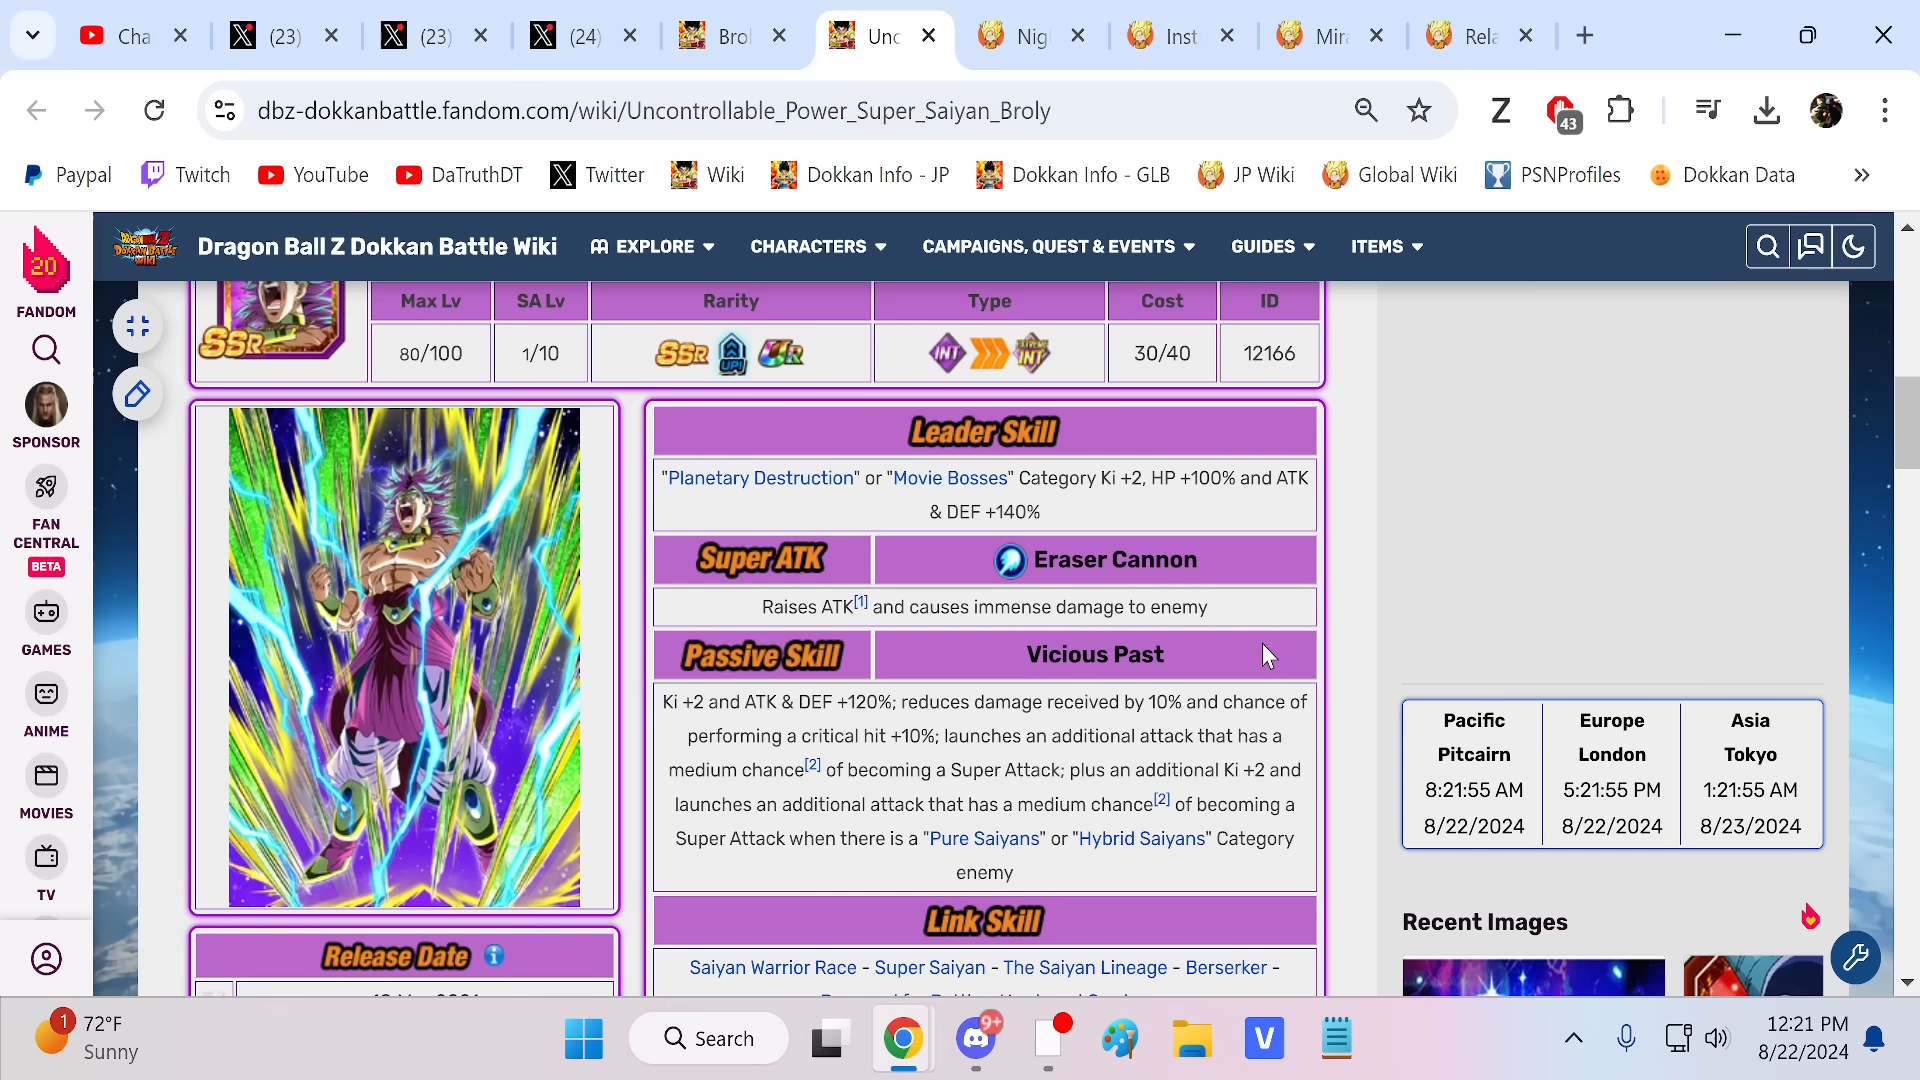 Cha
(23)
(23)
(24)
Bro
Unc
Nig
Inst
Mira
Rela
dbz-dokkanbattle.fandom.com/wiki/Uncontrollable_Power_Super_Saiyan_Broly
Z
43
Paypal
Twitch
YouTube
DaTruthDT
Twitter
Wiki
Dokkan Info - JP
Dokkan Info - GLB
JP Wiki
Global Wiki
PSNProfiles
Dokkan Data
»
20
FANDOM
SPONSOR
FAN
CENTRAL
BETA
GAMES
ANIME
MOVIES
TV
Dragon Ball Z Dokkan Battle Wiki
EXPLORE
CHARACTERS
CAMPAIGNS, QUEST & EVENTS
GUIDES
ITEMS
SSR
Max Lv
SA Lv
Rarity
Type
Cost
ID
80/100
1/10
SSR UP! UR
INT INT
30/40
12166
Leader Skill
"Planetary Destruction" or "Movie Bosses" Category Ki +2, HP +100% and ATK
& DEF +140%
Super ATK
Eraser Cannon
Raises ATK[1] and causes immense damage to enemy
Passive Skill
Vicious Past
Ki +2 and ATK & DEF +120%; reduces damage received by 10% and chance of
performing a critical hit +10%; launches an additional attack that has a
medium chance[2] of becoming a Super Attack; plus an additional Ki +2 and
launches an additional attack that has a medium chance[2] of becoming a
Super Attack when there is a "Pure Saiyans" or "Hybrid Saiyans" Category
enemy
Link Skill
Saiyan Warrior Race - Super Saiyan - The Saiyan Lineage - Berserker -
Release Date
Pacific
Pitcairn
8:21:55 AM
8/22/2024
Europe
London
5:21:55 PM
8/22/2024
Asia
Tokyo
1:21:55 AM
8/23/2024
Recent Images
1
72°F
Sunny
Search
9+
V
12:21 PM
8/22/2024